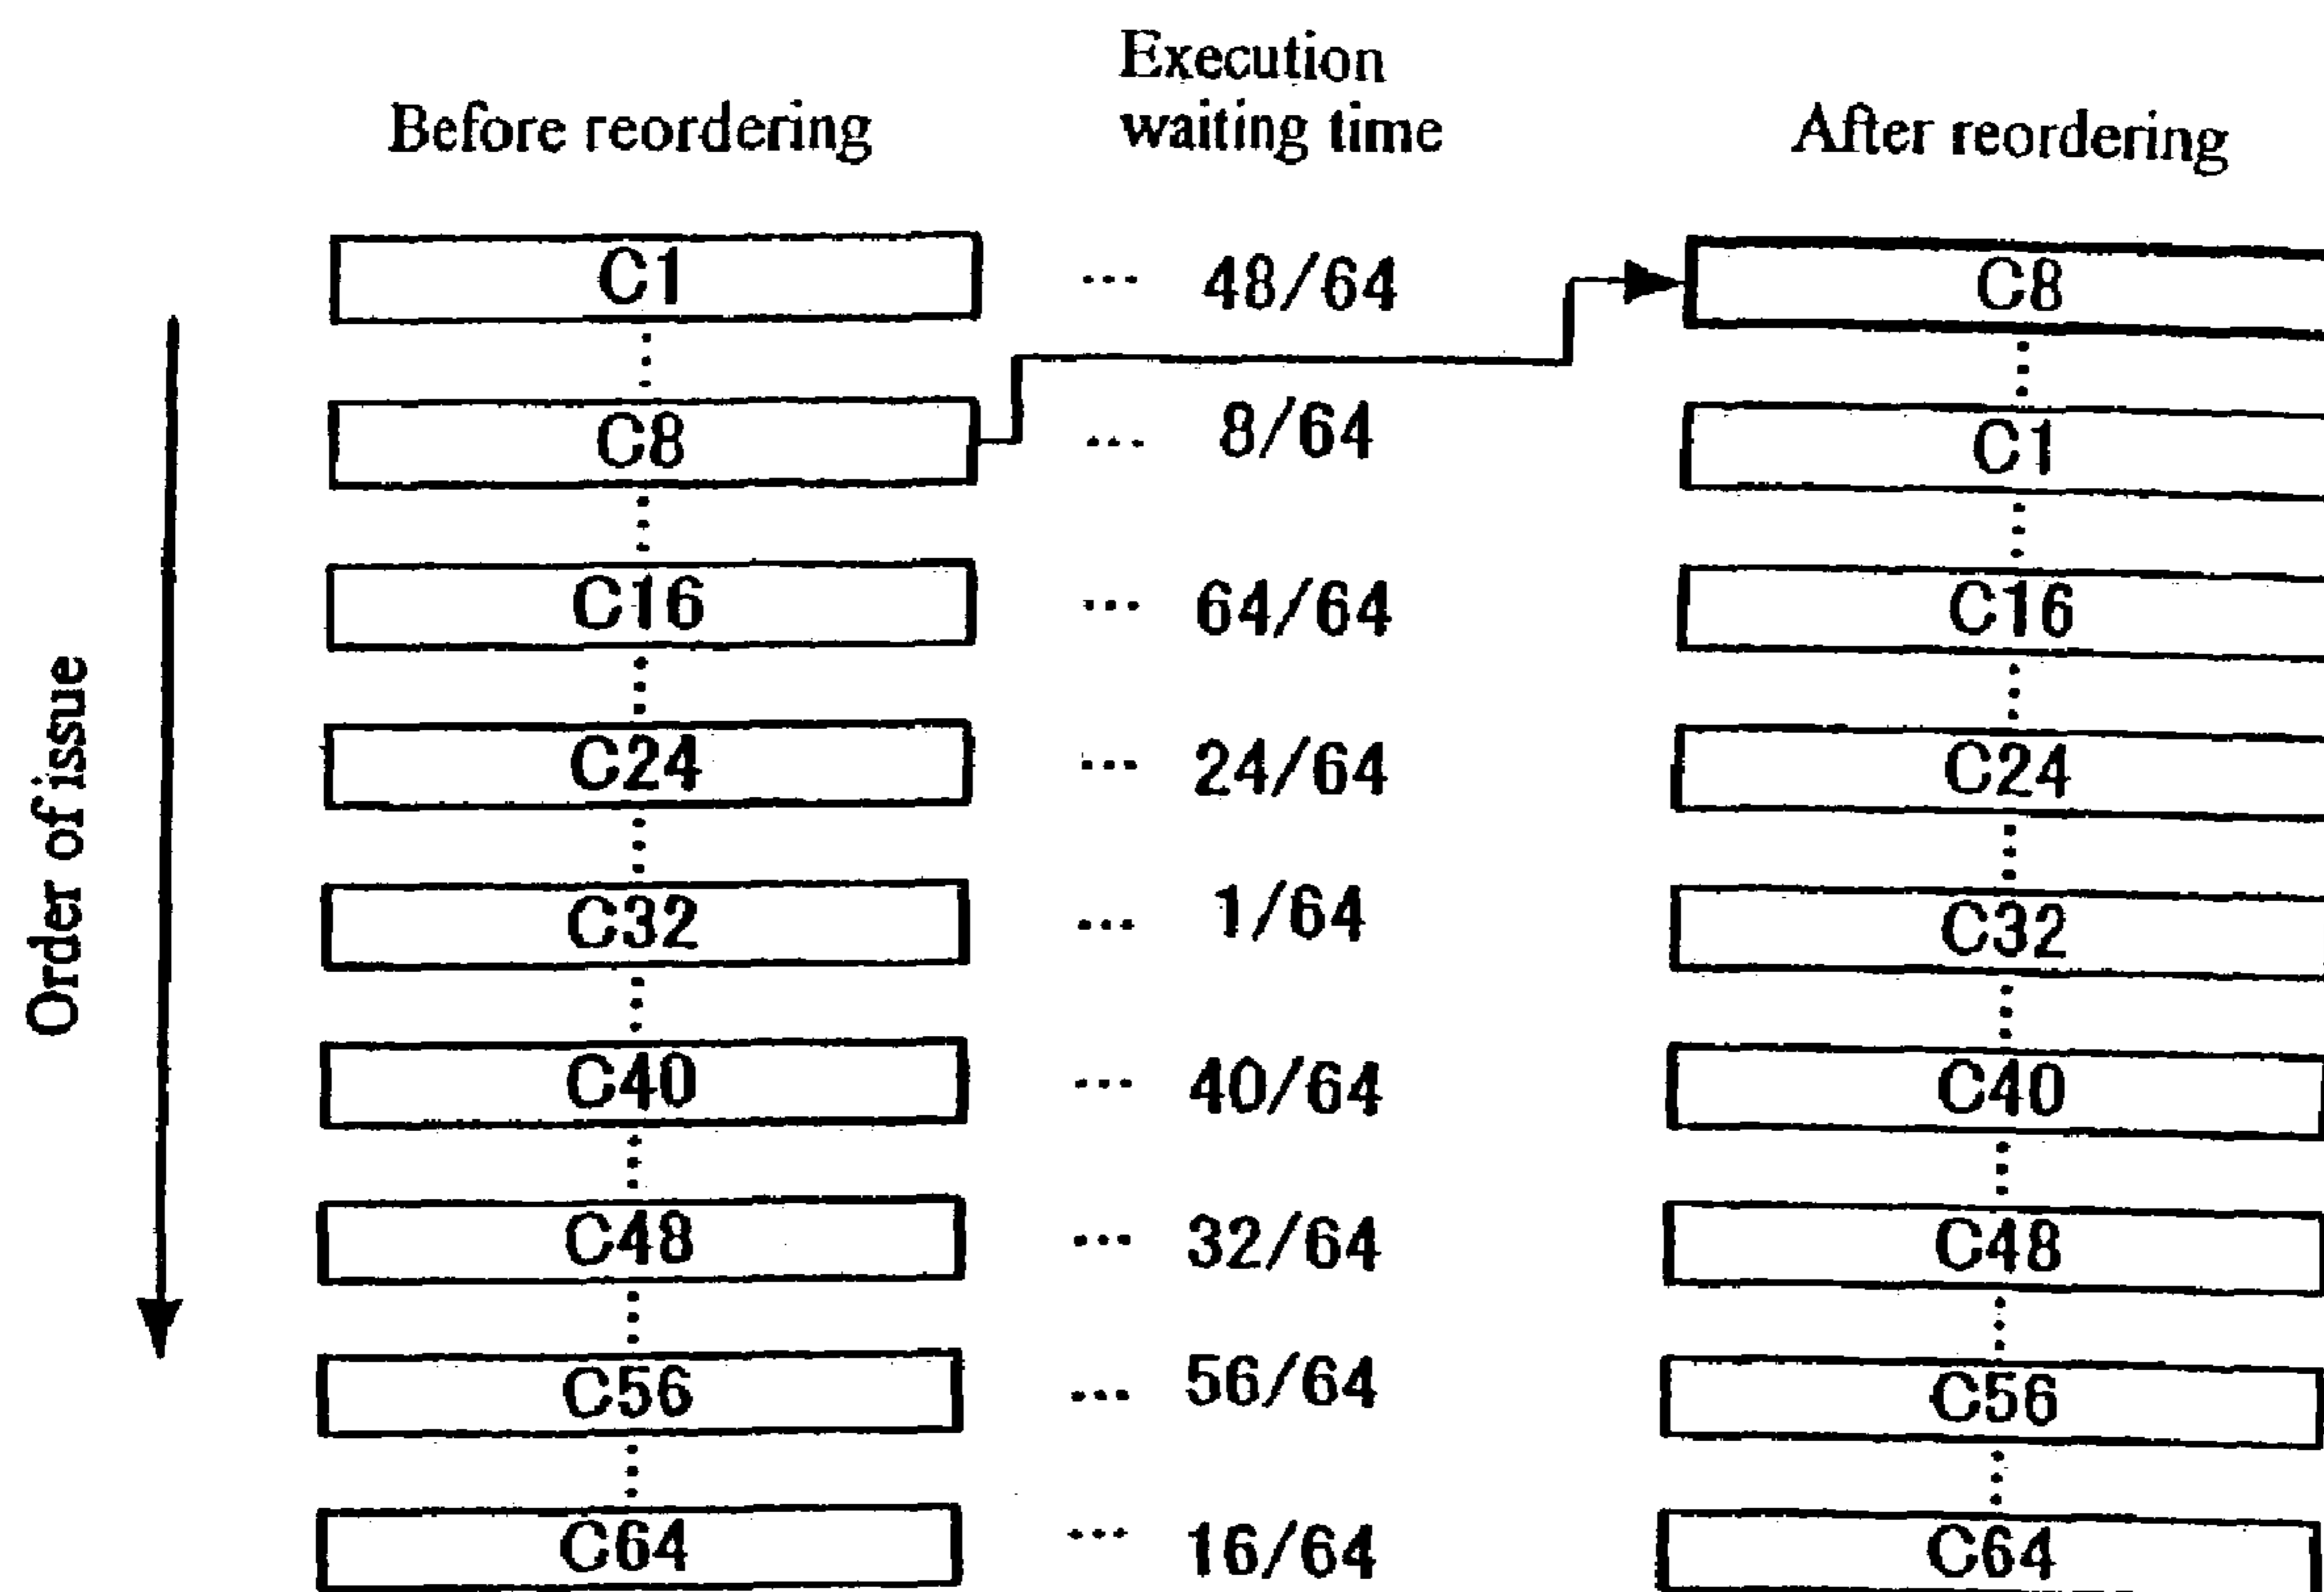 Execution
Before reordering waiting time After reordering
C1 ... 48/64 C8
C8 ... 8/64 C1
C16 ... 64/64 C16
C24 ... 24/64 C24
C32 ... 1/64 C32
C40 ... 40/64 C40
C48 ... 32/64 C48
C56 ... 56/64 C56
C64 ... 16/64 C64
Order of issue